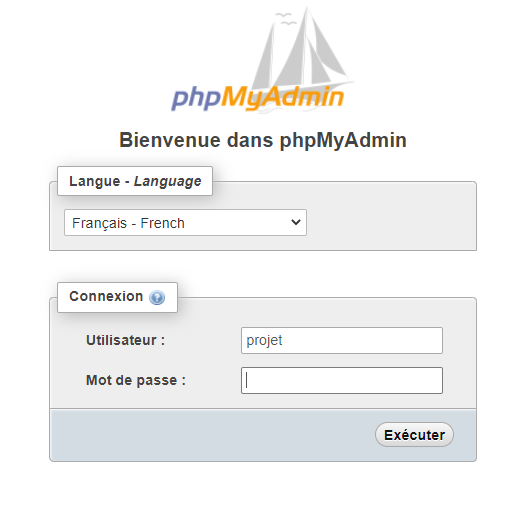 phpMyAdmin
Bienvenue dans phpMyAdmin
Langue - Language
Français - French
Connexion
Utilisateur :
projet
Mot de passe :
Exécuter